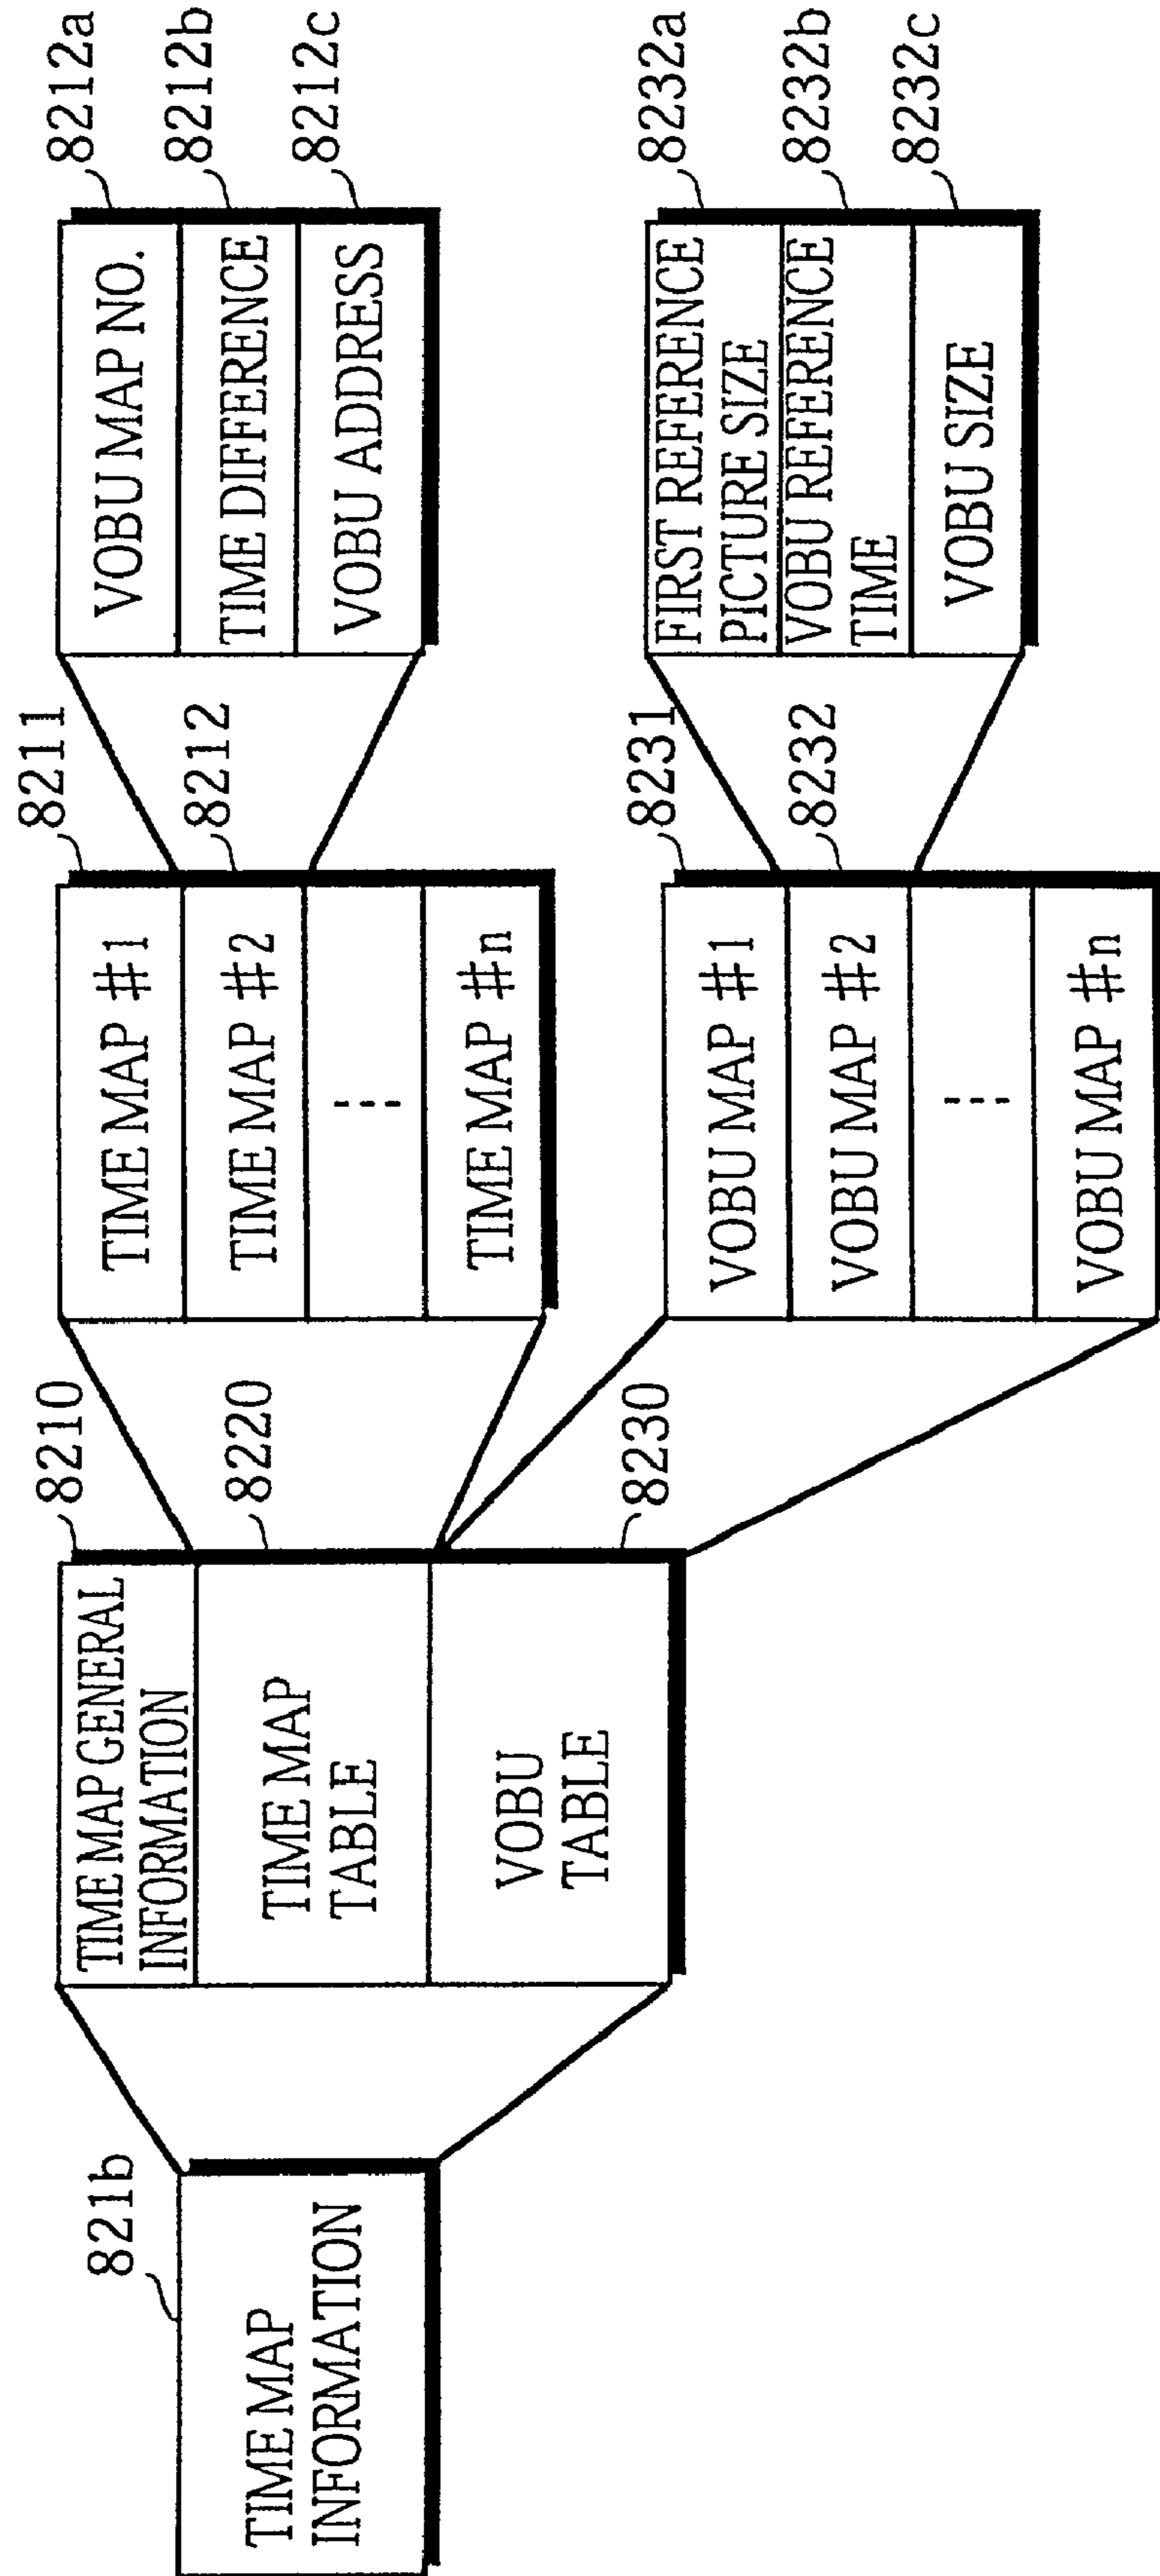 821b
TIME MAP
INFORMATION
8210
TIME MAP GENERAL
INFORMATION
8220
TIME MAP
TABLE
8230
VOBU
TABLE
8211
TIME MAP #1
8212
TIME MAP #2
TIME MAP #n
8231
VOBU MAP #1
8232
VOBU MAP #2
VOBU MAP #n
8212a
VOBU MAP NO.
8212b
TIME DIFFERENCE
8212c
VOBU ADDRESS
8232a
FIRST REFERENCE
PICTURE SIZE
8232b
VOBU REFERENCE
TIME
8232c
VOBU SIZE